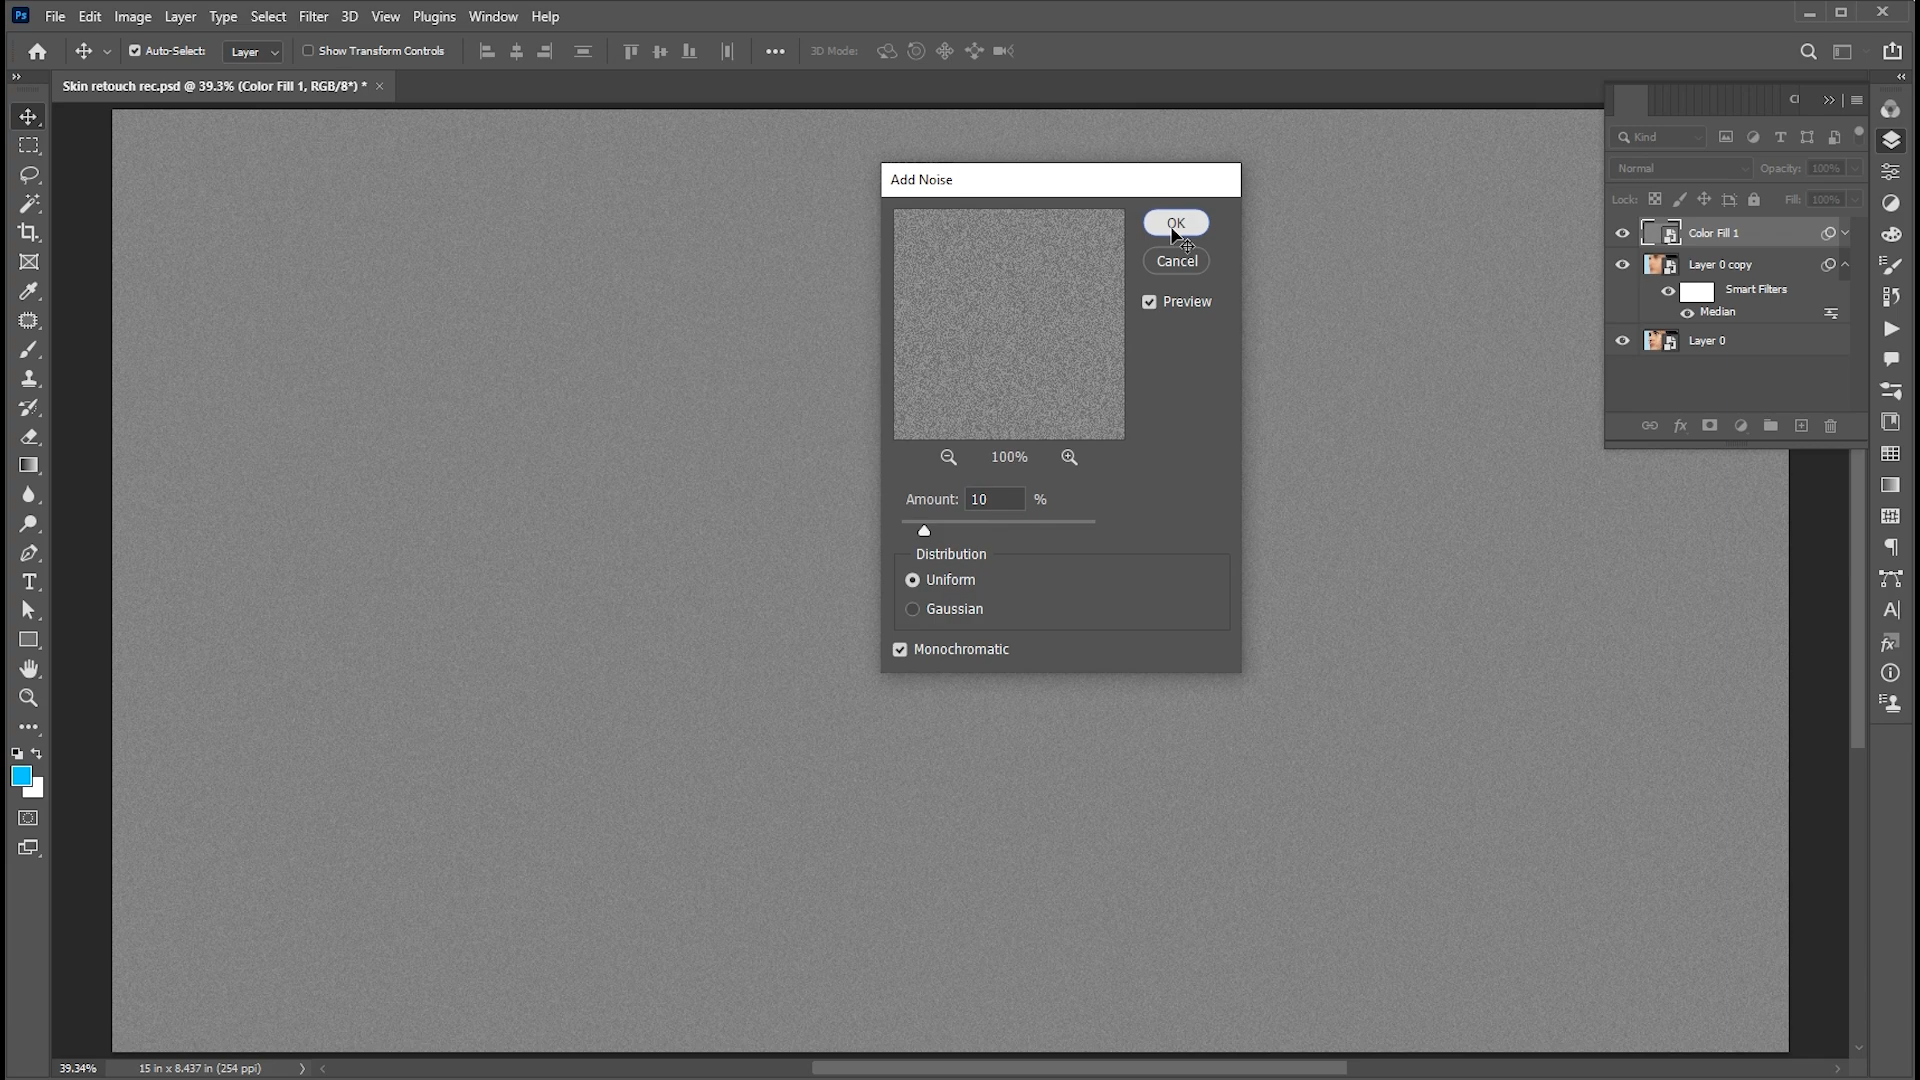 Ps File Edit Image Layer Type Select Filter 3D View Plugins Window Help
Auto-Select: Layer Show Transform Controls 3D Mode:
Skin retouch rec.psd @ 39.3% (Color Fill 1, RGB/8*) *
Kind
Normal Opacity: 100%
Lock: Fill: 100%
Color Fill 1
Layer 0 copy
Smart Filters
Median
Layer 0
Add Noise
OK
Cancel
Preview
100%
Amount: 10 %
Distribution
Uniform
Gaussian
Monochromatic
39.34% 15 in x 8.437 in (254 ppi)